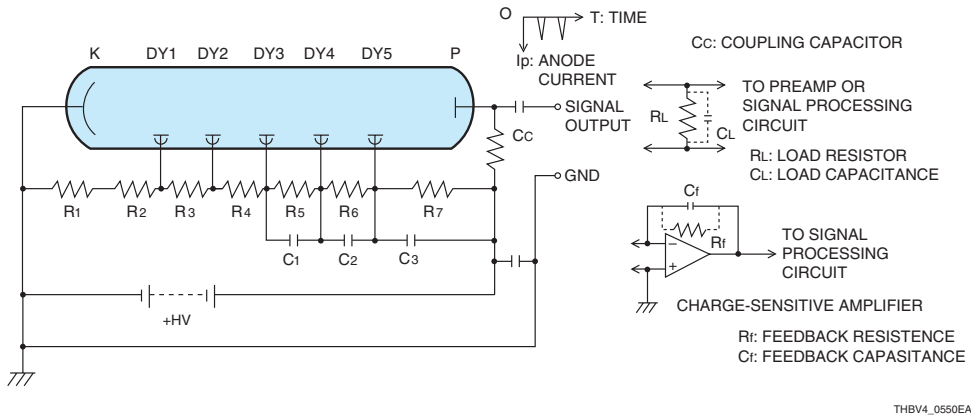 O
T: TIME
Ip: ANODE
CURRENT
CC: COUPLING CAPACITOR
K DY1 DY2 DY3 DY4 DY5 P
SIGNAL
OUTPUT
CC
GND
RL
CL
TO PREAMP OR
SIGNAL PROCESSING
CIRCUIT
RL: LOAD RESISTOR
CL: LOAD CAPACITANCE
R1 R2 R3 R4 R5 R6 R7
C1 C2 C3
+HV
Cf
Rf
−
+
TO SIGNAL
PROCESSING
CIRCUIT
CHARGE-SENSITIVE AMPLIFIER
Rf: FEEDBACK RESISTENCE
Cf: FEEDBACK CAPASITANCE
THBV4_0550EA